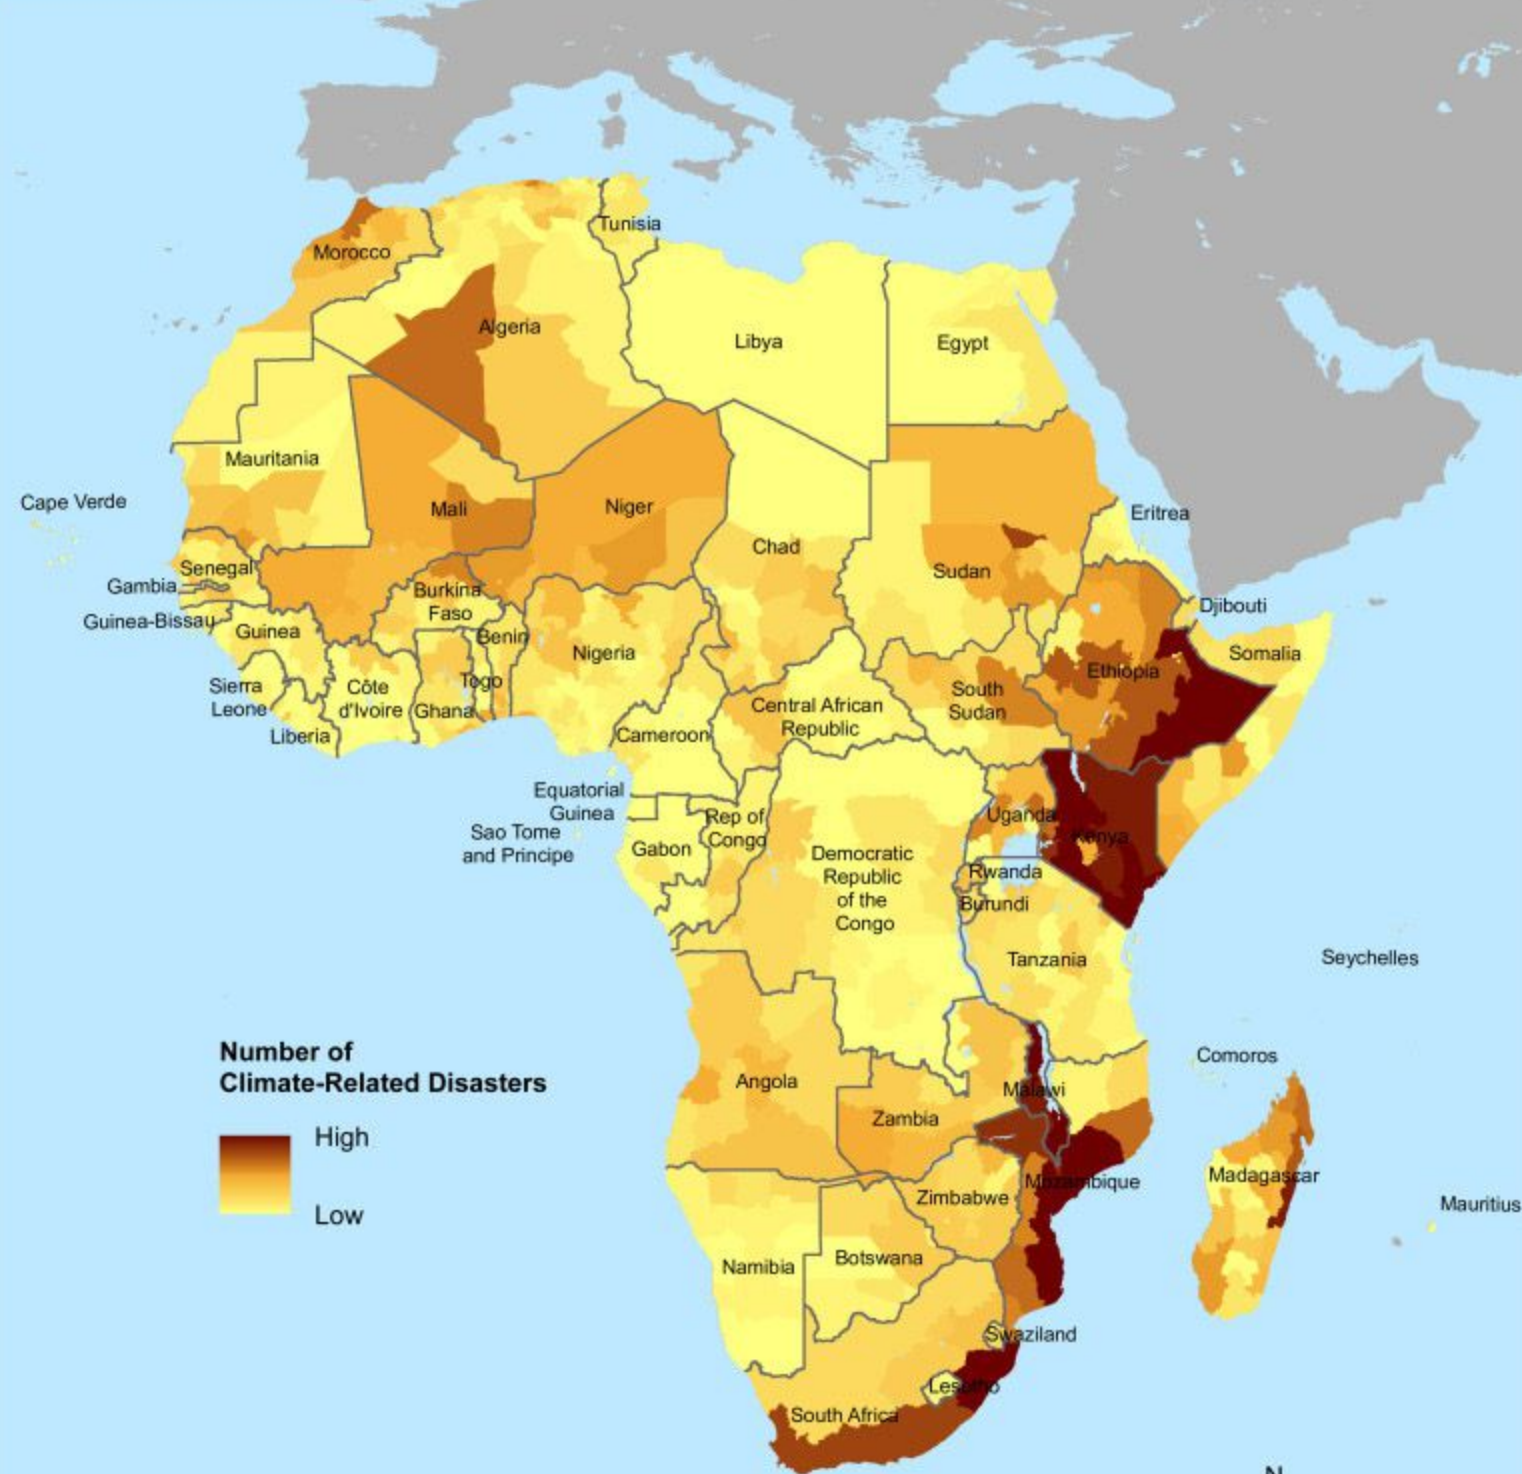 Tunisia
Morocco
Algeria
Libya
Egypt
Mauritania
Cape Verde
Mali
Niger
Eritrea
Chad
Senegal
Sudan
Gambia
Burkina
Faso
Djibouti
Guinea-Bissau
Guinea
Benin
Nigeria
Somalia
Ethiopia
Sierra
Leone
Côte
d'Ivoire
Togo
Ghana
South
Sudan
Central African
Republic
Liberia
Cameroon
Equatorial
Guinea
Sao Tome
and Principe
Rep of
Congo
Uganda
Kenya
Gabon
Democratic
Republic
of the
Congo
Rwanda
Burundi
Tanzania
Seychelles
Number of
Climate-Related Disasters
High
Low
Comoros
Angola
Malawi
Zambia
Madagascar
Mozambique
Zimbabwe
Mauritius
Namibia
Botswana
Swaziland
Lesotho
South Africa
N